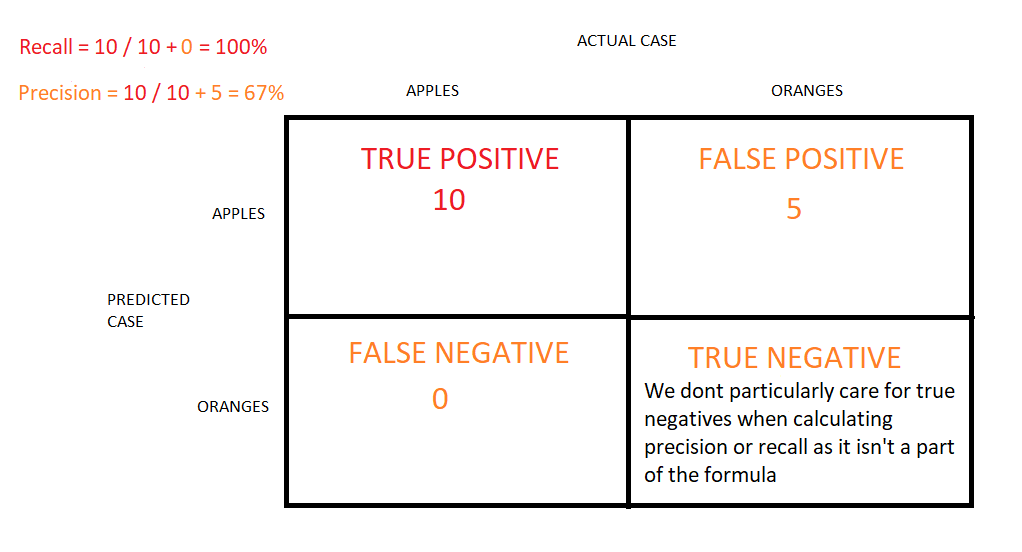 Recall = 10 / 10 + 0 = 100%
ACTUAL CASE
Precision = 10 / 10 + 5 = 67%
APPLES
ORANGES
TRUE POSITIVE
10
FALSE POSITIVE
5
APPLES
PREDICTED
CASE
FALSE NEGATIVE
0
TRUE NEGATIVE
We dont particularly care for true
negatives when calculating
precision or recall as it isn't a part
of the formula
ORANGES